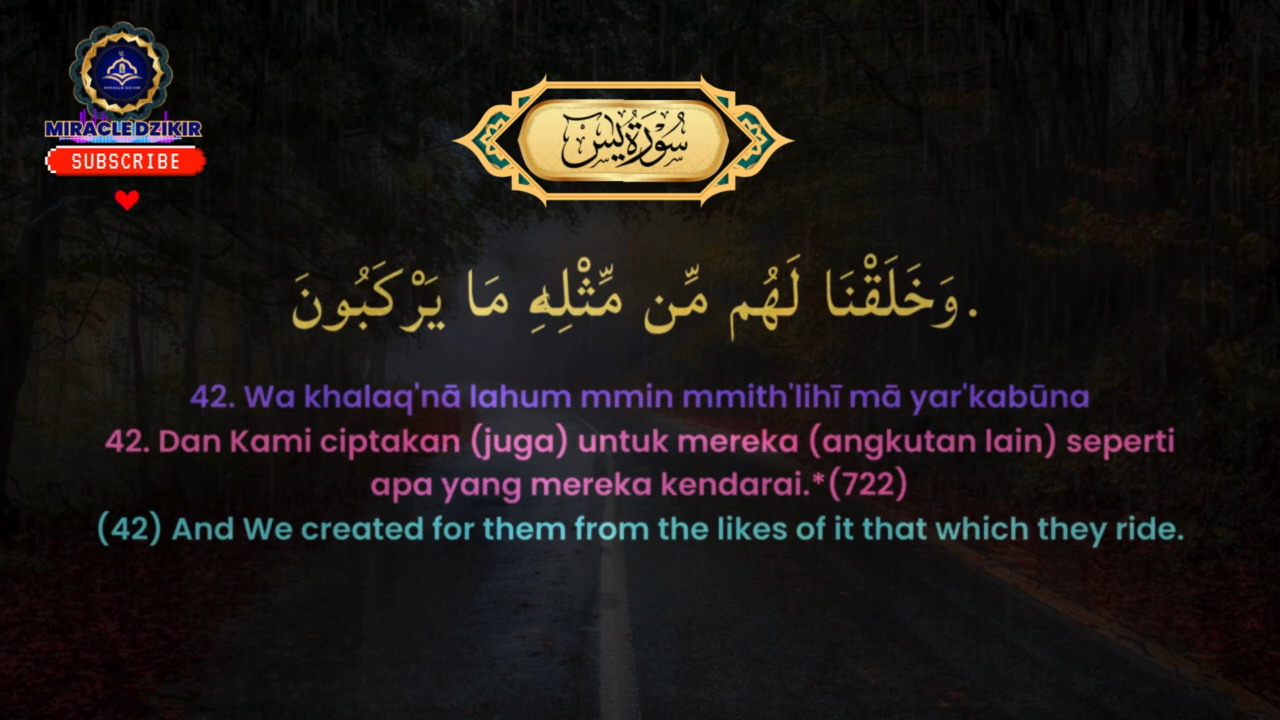 MIRACLE DZIKIR
MIRACLEDZIKIR
SUBSCRIBE
سُوْرَةُ يٰسٓ
وَخَلَقْنَا لَهُم مِّن مِّثْلِهِ مَا يَرْكَبُونَ.
42. Wa khalaq'nā lahum mmin mmith'lihī mā yar'kabūna
42. Dan Kami ciptakan (juga) untuk mereka (angkutan lain) seperti
apa yang mereka kendarai.*(722)
(42) And We created for them from the likes of it that which they ride.